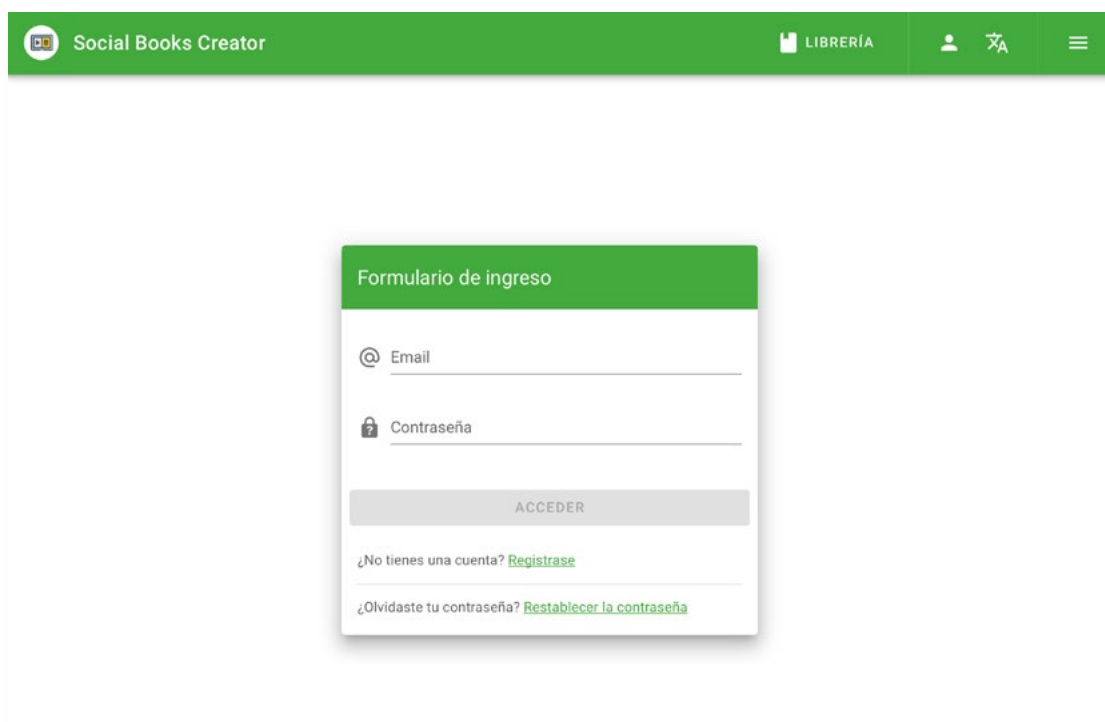 Social Books Creator
LIBRERÍA
Formulario de ingreso
Email
Contraseña
ACCEDER
¿No tienes una cuenta? Registrase
¿Olvidaste tu contraseña? Restablecer la contraseña